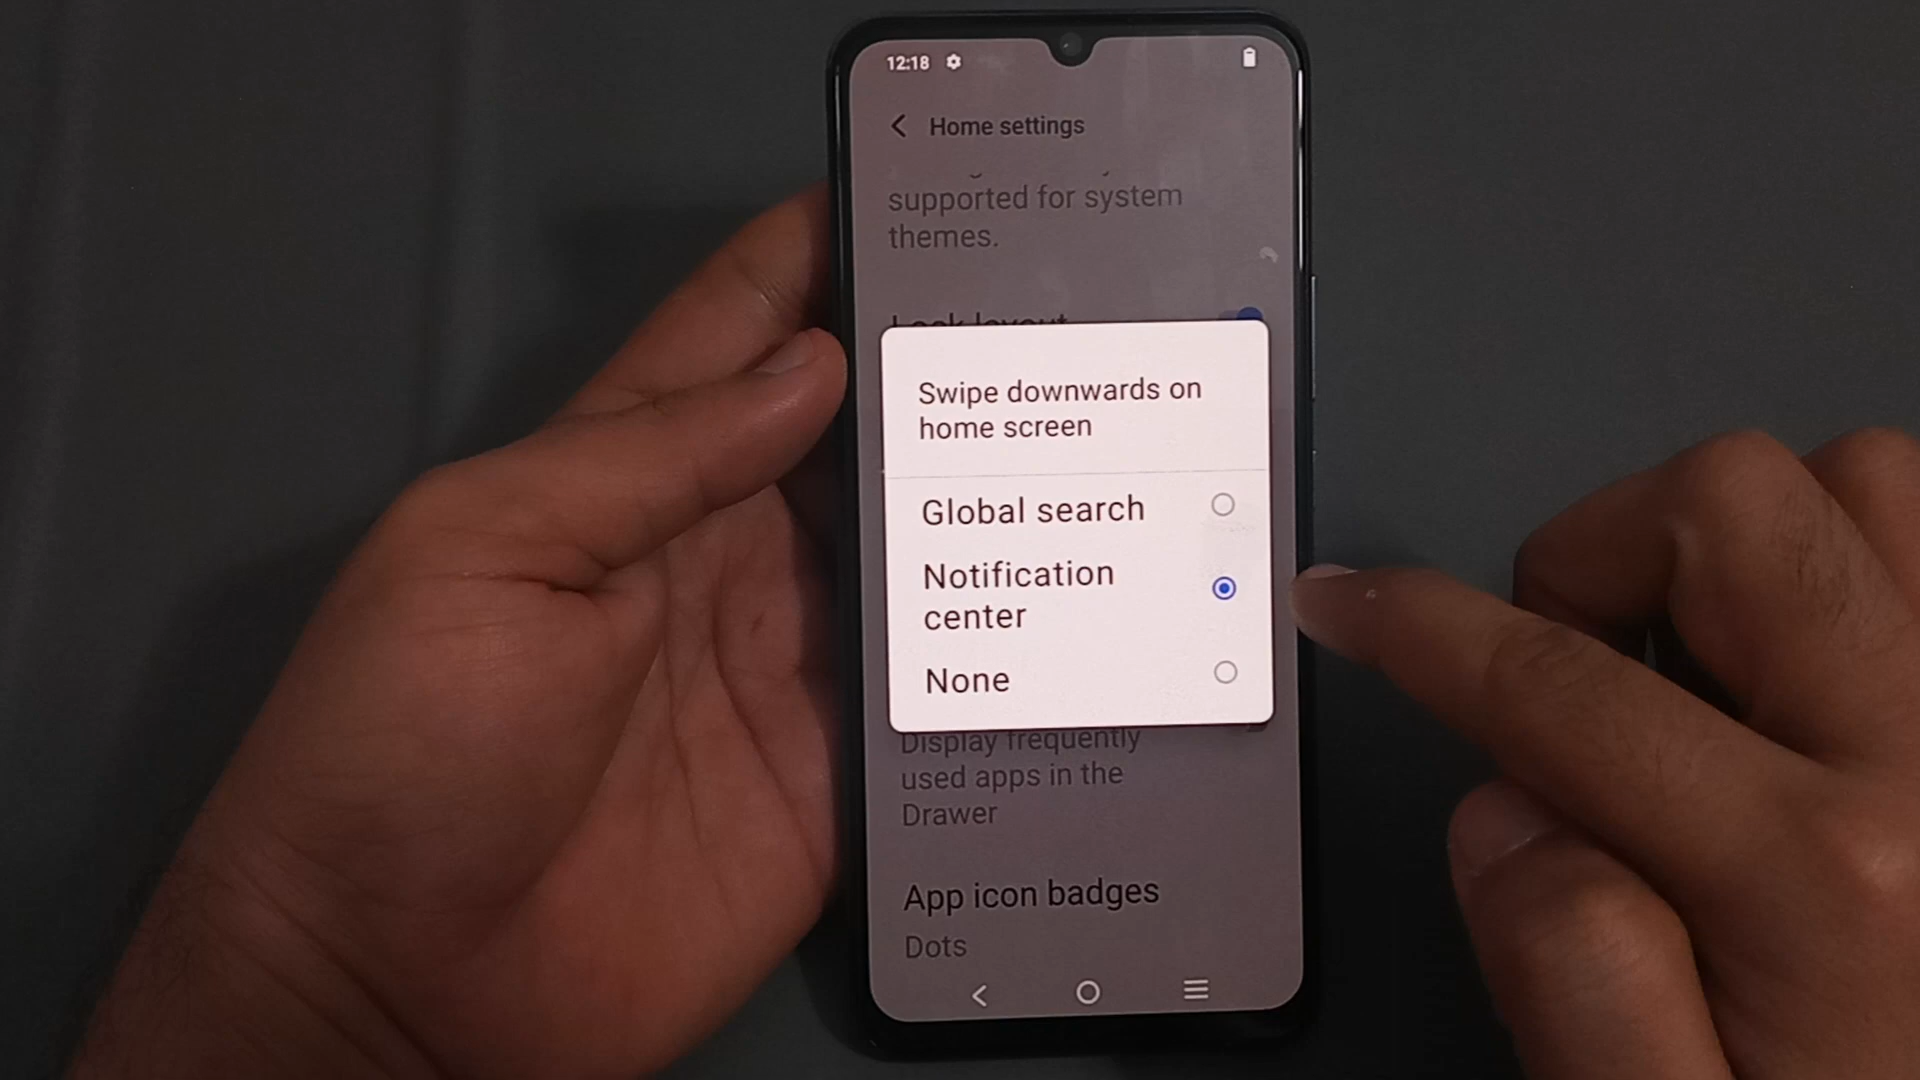 12:18
Home settings
supported for system
themes.
Lock layout
Swipe downwards on
home screen
Global search
Notification
center
None
Display frequently
used apps in the
Drawer
App icon badges
Dots